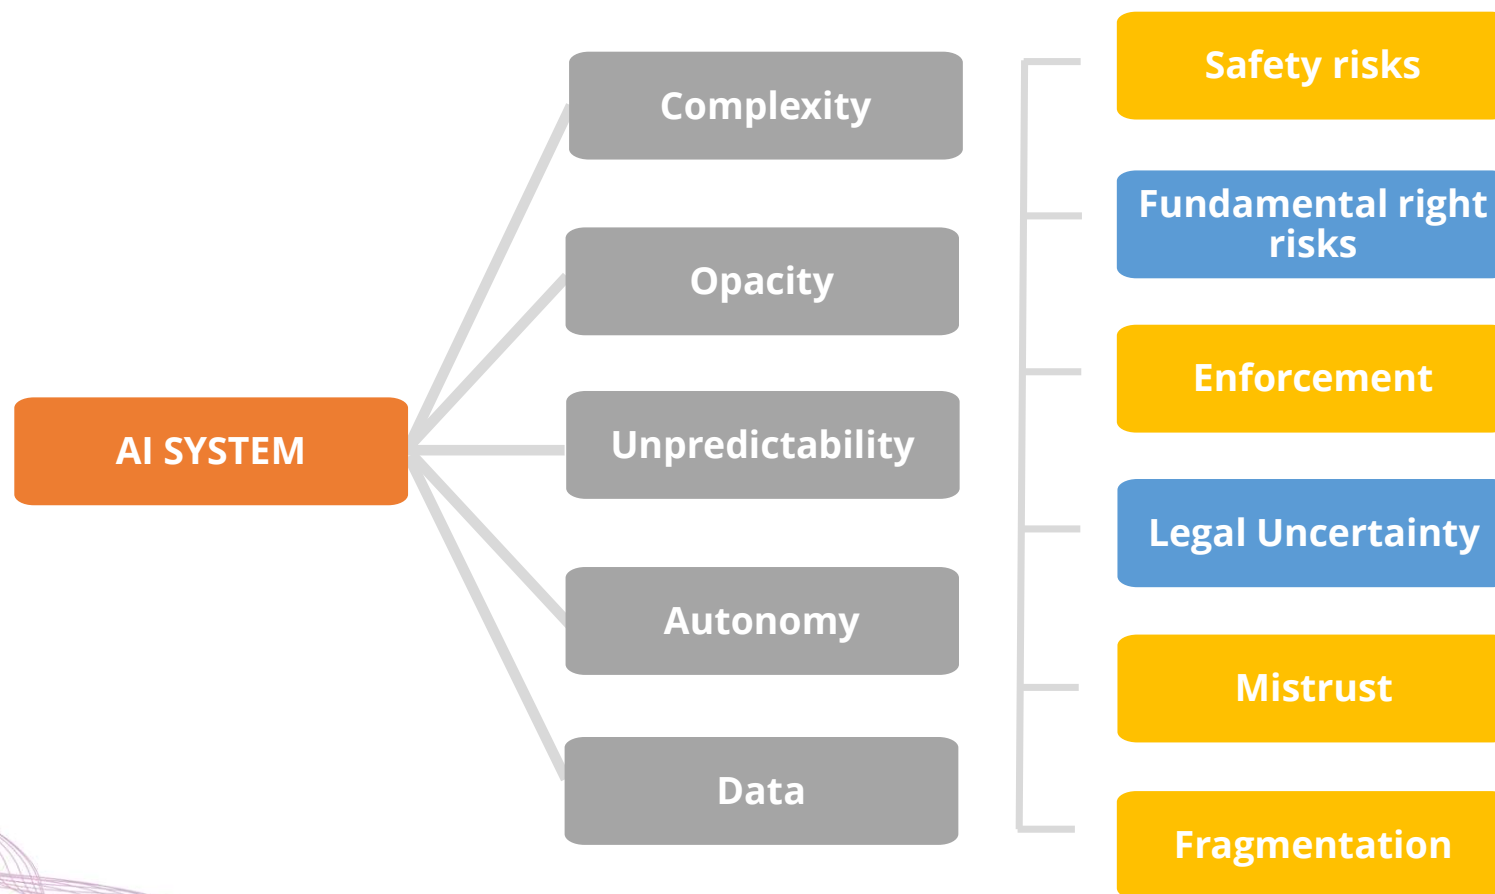 AI SYSTEM
Complexity
Opacity
Unpredictability
Autonomy
Data
Safety risks
Fundamental right
risks
Enforcement
Legal Uncertainty
Mistrust
Fragmentation